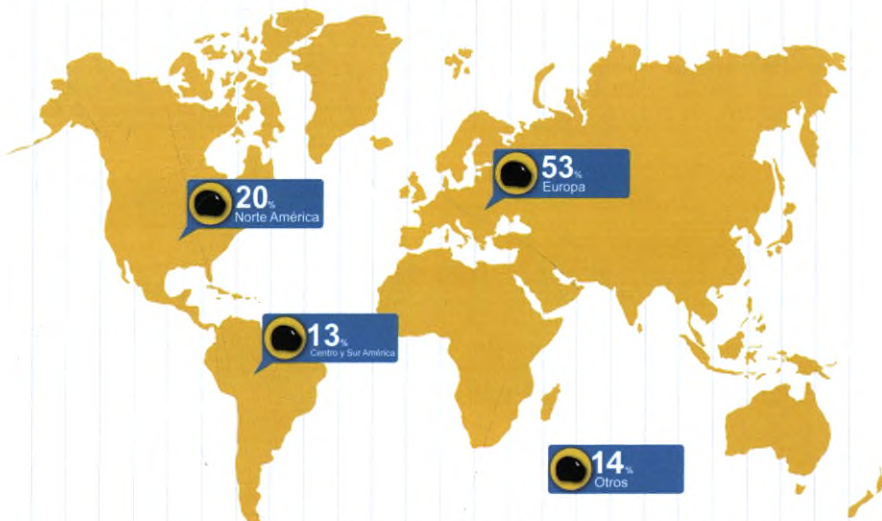 53%
Europa
20%
Norte América
13%
Centro y Sur América
14%
Otros